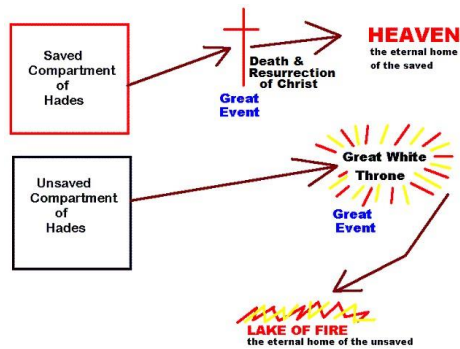 Saved
Compartment
of
Hades
Death &
Resurrection
of Christ
Great
Event
HEAVEN
the eternal home
of the saved
Unsaved
Compartment
of
Hades
Great White
Throne
Great
Event
LAKE OF FIRE
the eternal home of the unsaved